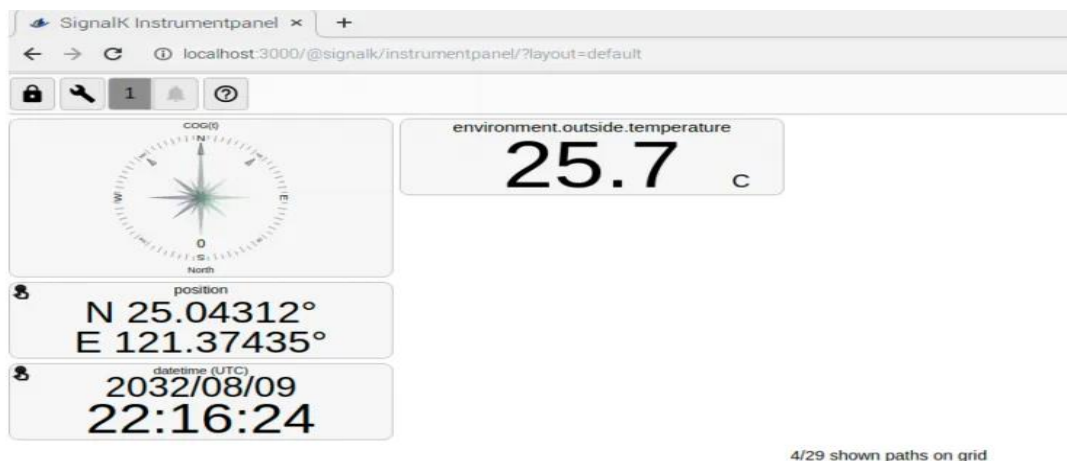 SignalK Instrumentpanel × +
localhost:3000/@signalk/instrumentpanel/?layout=default
1
COG(t)
N
W
E
0
S
North
environment.outside.temperature
25.7 C
position
N 25.04312°
E 121.37435°
datetime (UTC)
2032/08/09
22:16:24
4/29 shown paths on grid